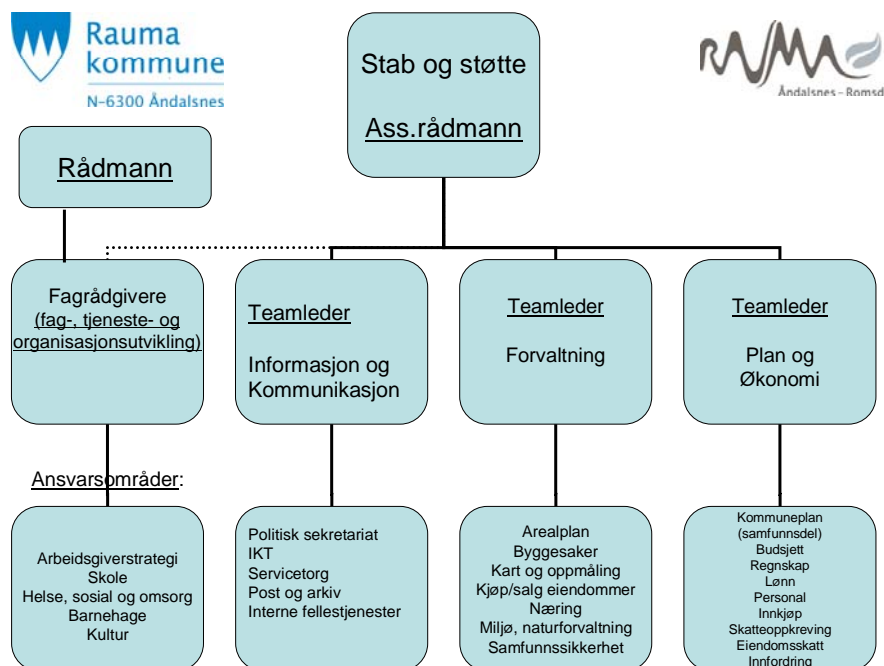 Rauma
kommune
N-6300 Åndalsnes
Stab og støtte
Ass.rådmann
RAUMA
Åndalsnes - Romsd
Rådmann
Fagrådgivere
(fag-, tjeneste- og
organisasjonsutvikling)
Teamleder
Informasjon og
Kommunikasjon
Teamleder
Forvaltning
Teamleder
Plan og
Økonomi
Ansvarsområder:
Arbeidsgiverstrategi
Skole
Helse, sosial og omsorg
Barnehage
Kultur
Politisk sekretariat
IKT
Servicetorg
Post og arkiv
Interne fellestjenester
Arealplan
Byggesaker
Kart og oppmåling
Kjøp/salg eiendommer
Næring
Miljø, naturforvaltning
Samfunnssikkerhet
Kommuneplan
(samfunnsdel)
Budsjett
Regnskap
Lønn
Personal
Innkjøp
Skatteoppkreving
Eiendomsskatt
Innfordring